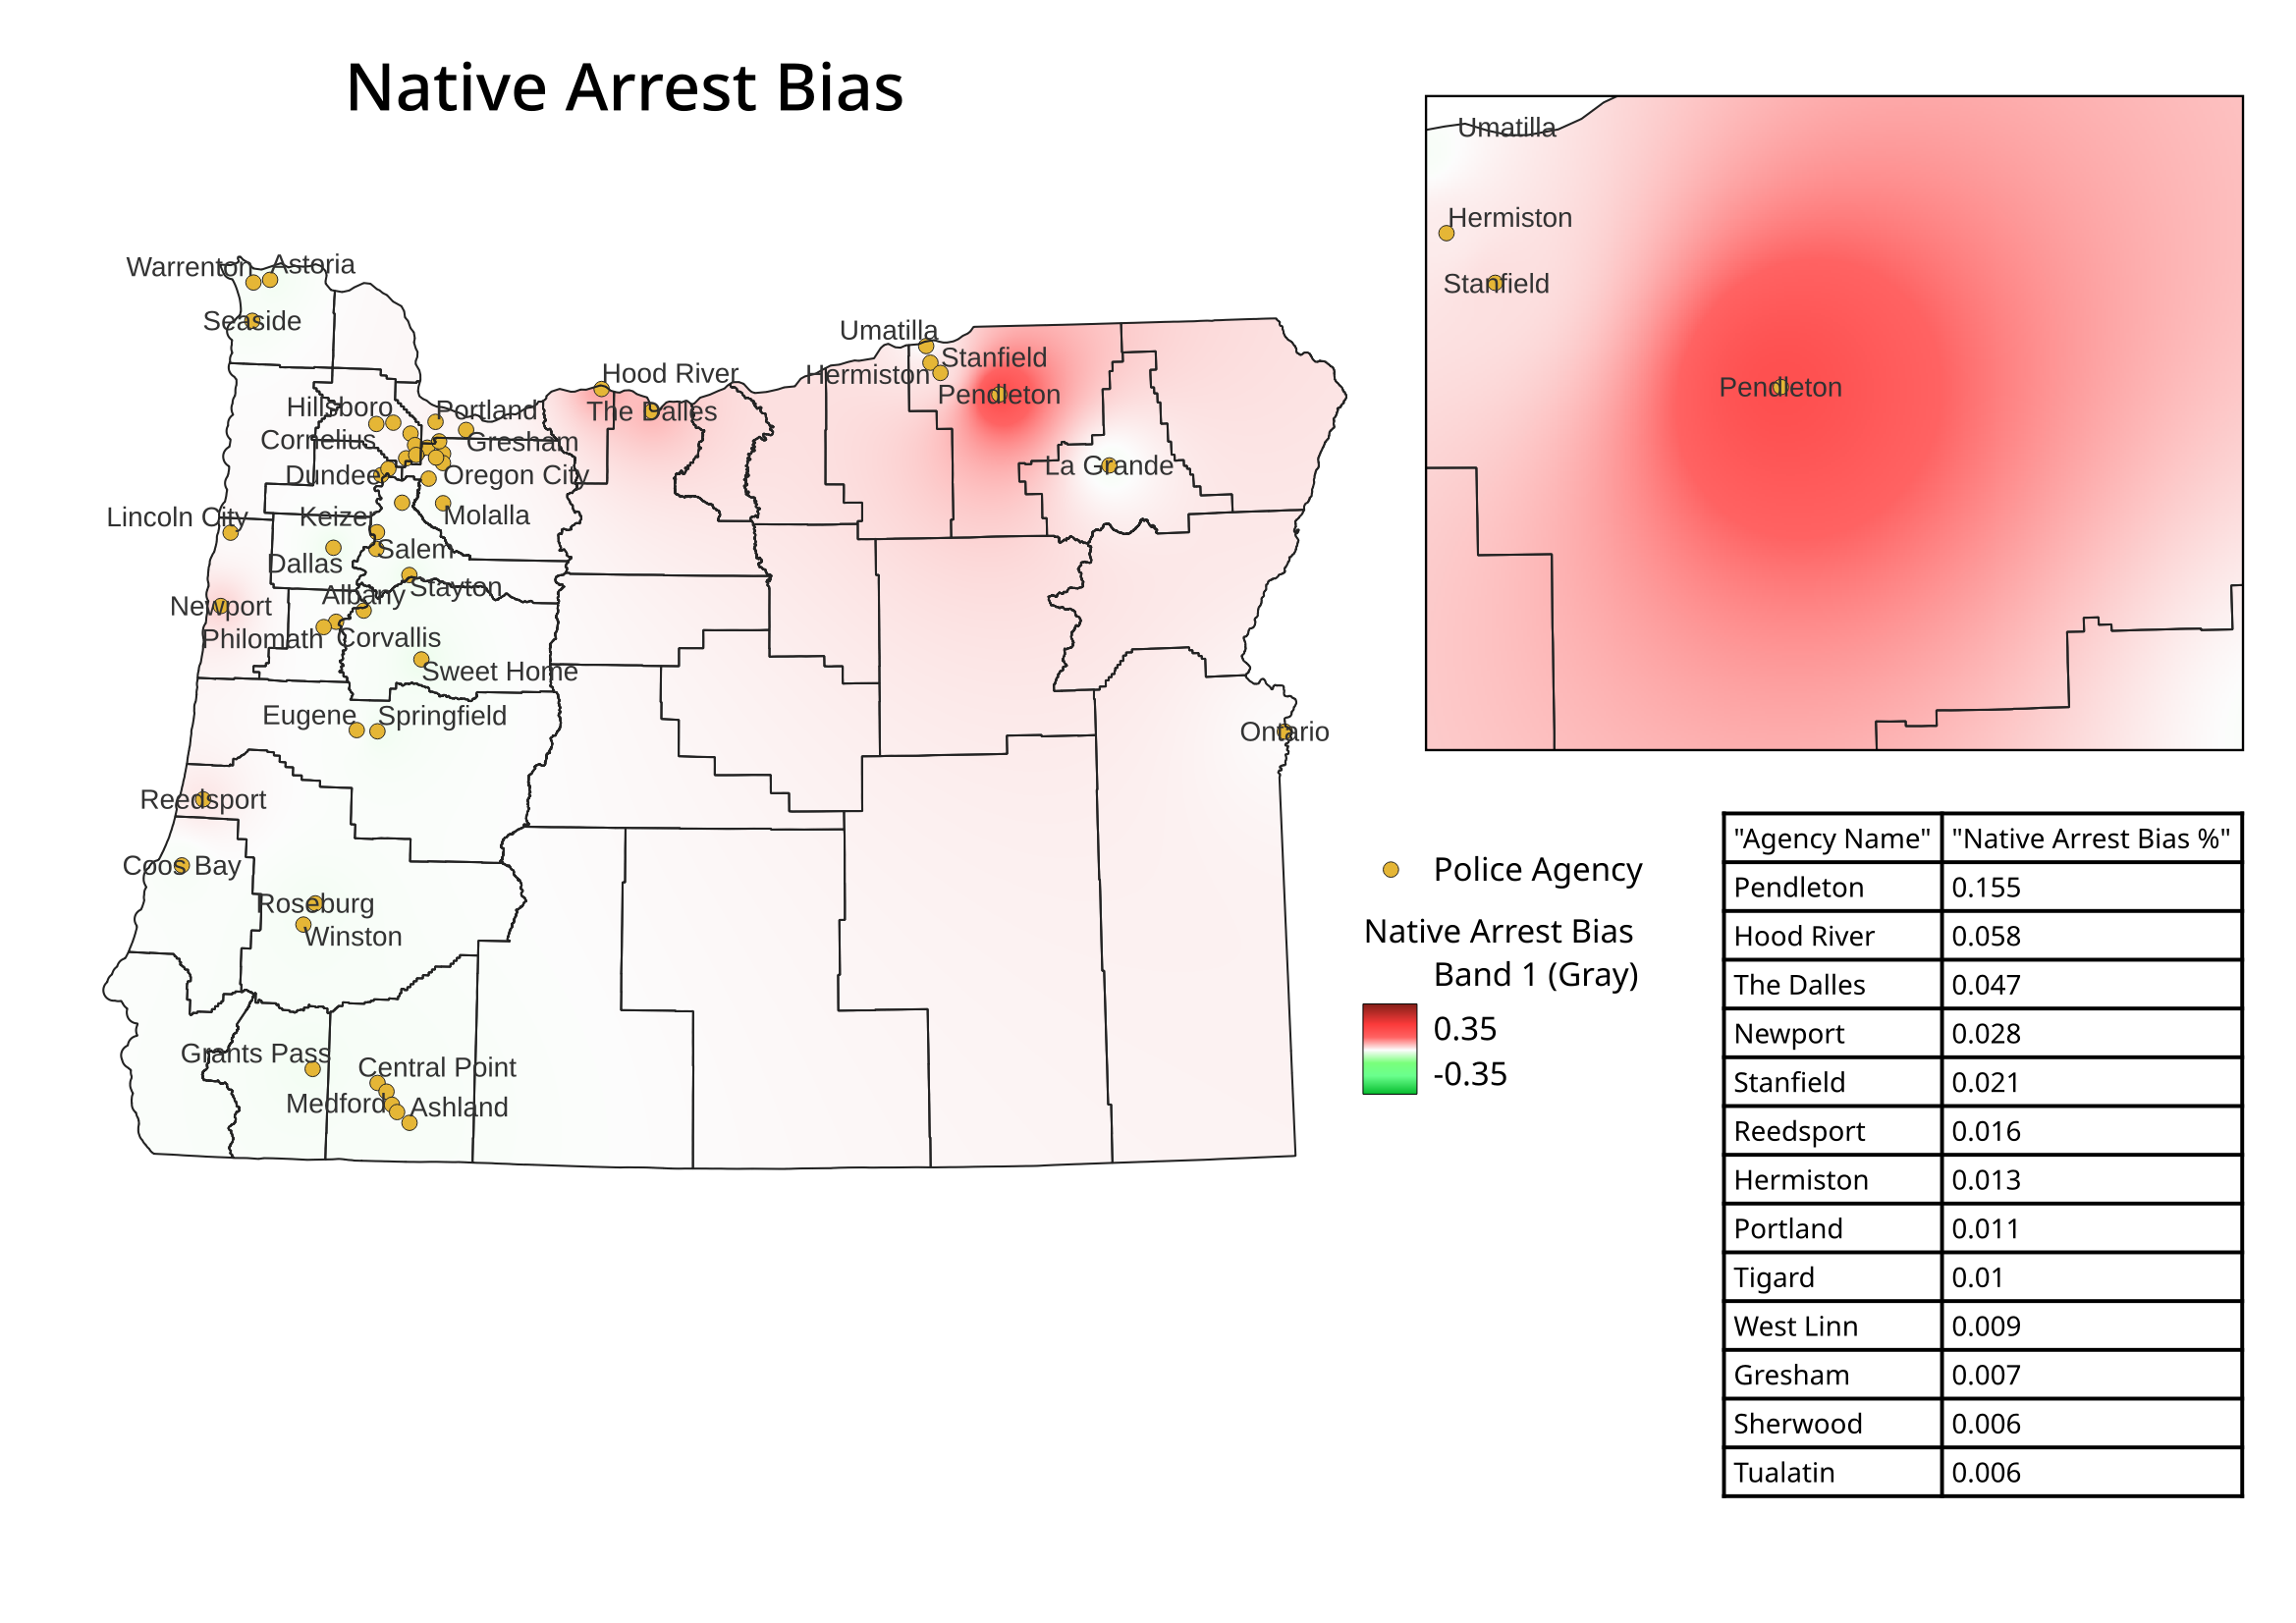 Native Arrest Bias
Warrenton
Astoria
Seaside
Hillsboro
Portland
Cornelius
Gresham
Dundee
Oregon City
Lincoln City
Keizer
Molalla
Dallas
Salem
Stayton
Albany
Newport
Philomath
Corvallis
Sweet Home
Eugene
Springfield
Reedsport
Coos Bay
Roseburg
Winston
Grants Pass
Central Point
Medford
Ashland
Hood River
The Dalles
Umatilla
Stanfield
Hermiston
Pendleton
La Grande
Ontario
Umatilla
Hermiston
Stanfield
Pendleton
Police Agency
Native Arrest Bias
Band 1 (Gray)
0.35
-0.35
"Agency Name" "Native Arrest Bias %"
Pendleton 0.155
Hood River 0.058
The Dalles 0.047
Newport 0.028
Stanfield 0.021
Reedsport 0.016
Hermiston 0.013
Portland 0.011
Tigard 0.01
West Linn 0.009
Gresham 0.007
Sherwood 0.006
Tualatin 0.006